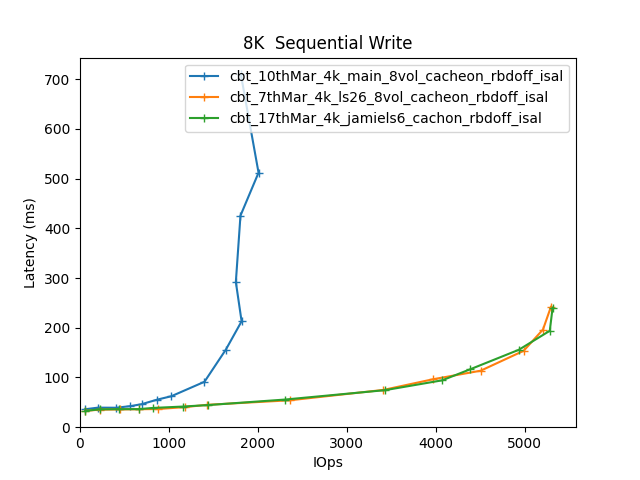 8K  Sequential Write
cbt_10thMar_4k_main_8vol_cacheon_rbdoff_isal
cbt_7thMar_4k_ls26_8vol_cacheon_rbdoff_isal
cbt_17thMar_4k_jamiels6_cachon_rbdoff_isal
Latency (ms)
700
600
500
400
300
200
100
0
0 1000 2000 3000 4000 5000
IOps